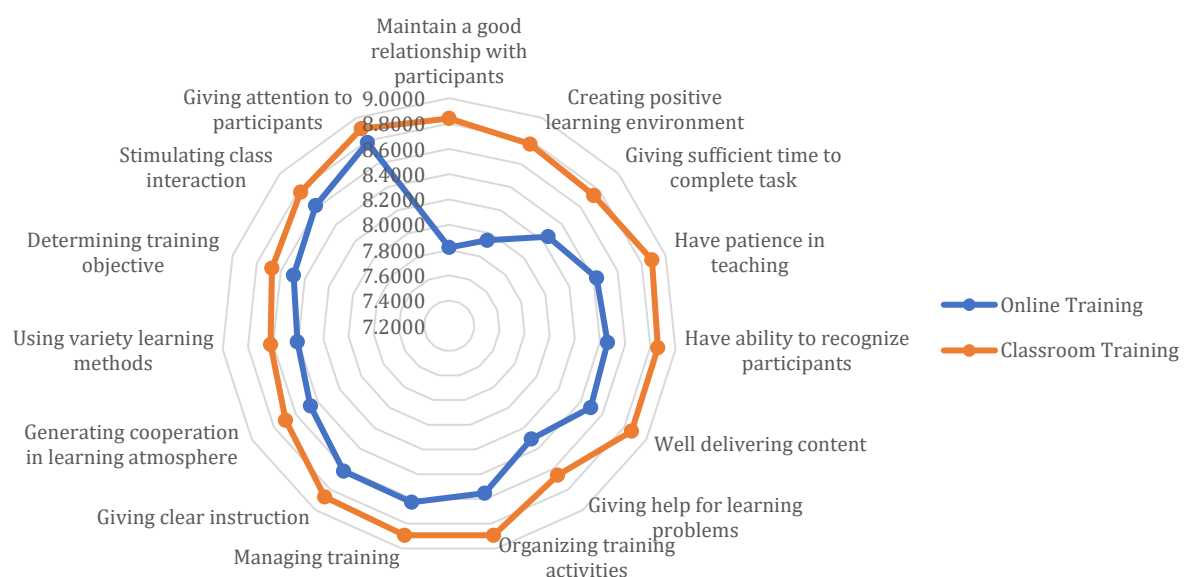 Maintain a good
relationship with
participants
Creating positive
learning environment
Giving sufficient time to
complete task
Have patience in
teaching
Have ability to recognize
participants
Well delivering content
Giving help for learning
problems
Organizing training
activities
Managing training
Giving clear instruction
Generating cooperation
in learning atmosphere
Using variety learning
methods
Determining training
objective
Stimulating class
interaction
Giving attention to
participants
9.0000
8.8000
8.6000
8.4000
8.2000
8.0000
7.8000
7.6000
7.4000
7.2000
Online Training
Classroom Training